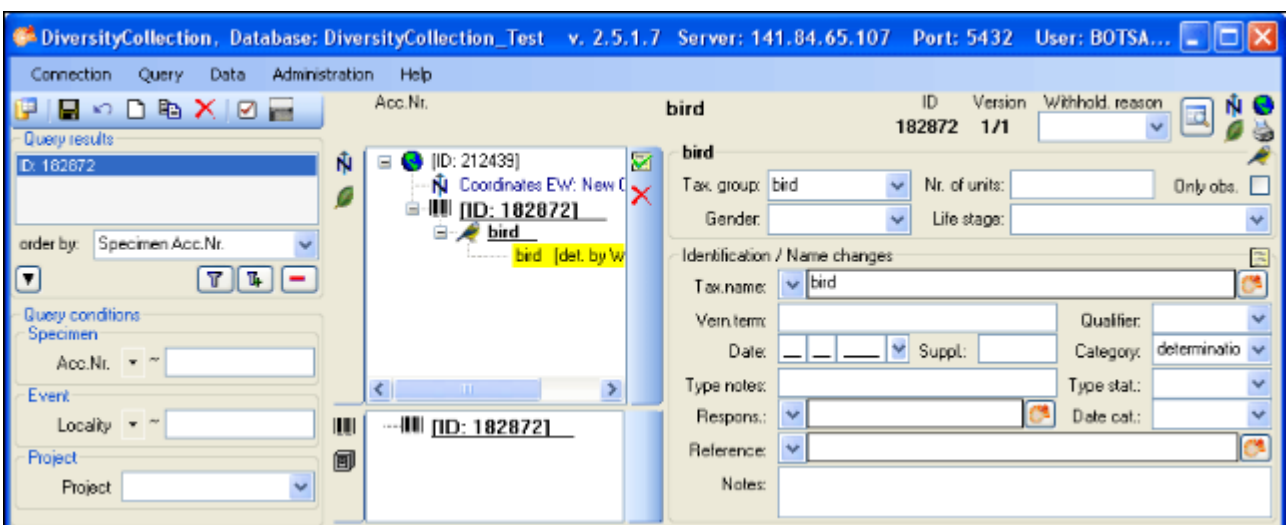 DiversityCollection, Database: DiversityCollection_Test v. 2.5.1.7 Server: 141.84.65.107 Port: 5432 User: BOTSA...
Connection Query Data Administration Help
Acc.Nr. bird ID Version Withhold. reason
182872 1/1
Query results
ID: 182872
order by: Specimen Acc.Nr.
Query conditions
Specimen
Acc.Nr. ~
Event
Locality ~
Project
Project
[ID: 212439]
Coordinates EW: New
[ID: 182872]
bird
bird [det. by W
[ID: 182872]
bird
Tax. group: bird Nr. of units: Only obs.
Gender: Life stage:
Identification / Name changes
Tax.name: bird
Vern.term: Qualifier:
Date: Suppl.: Category: determinatio
Type notes: Type stat.:
Respons.: Date cat.:
Reference:
Notes: